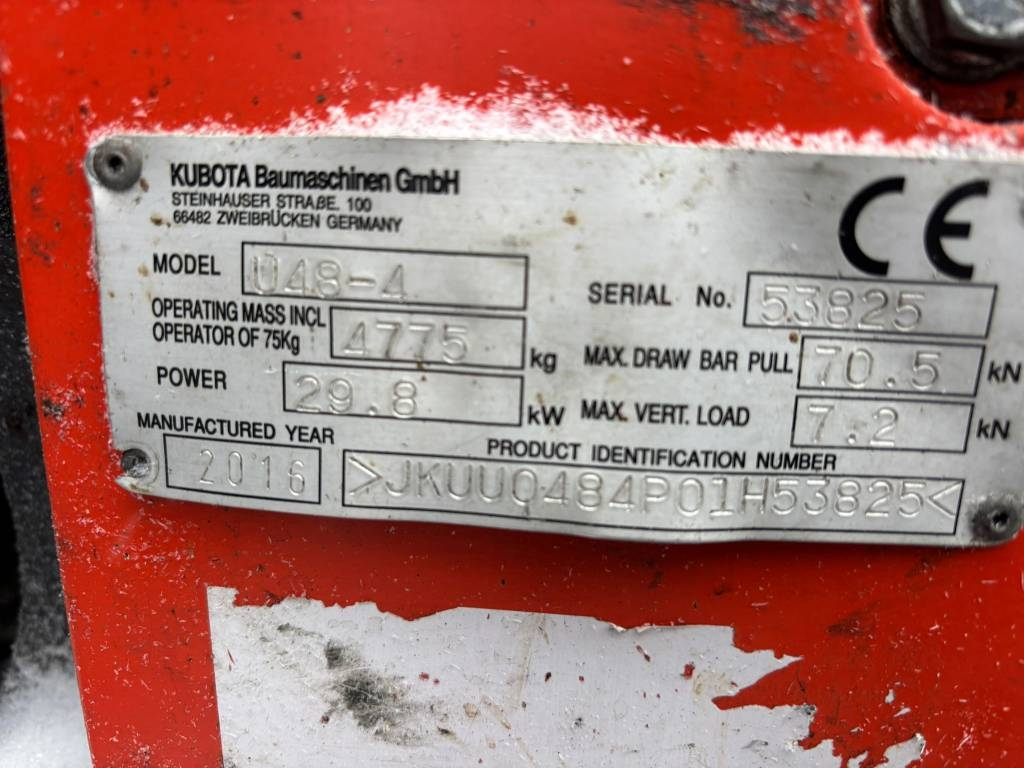 KUBOTA Baumaschinen GmbH
STEINHAUSER STRAßE. 100
66482 ZWEIBRÜCKEN GERMANY
CE
MODEL U48-4
SERIAL No. 53825
OPERATING MASS INCL
OPERATOR OF 75Kg 4775 kg
MAX. DRAW BAR PULL 70.5 kN
POWER 29.8 kW
MAX. VERT. LOAD 7.2 kN
MANUFACTURED YEAR
2016
PRODUCT IDENTIFICATION NUMBER
>JKUU0484P01H53825<